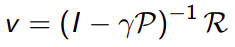 v = (I − γ𝒫)⁻¹ ℛ